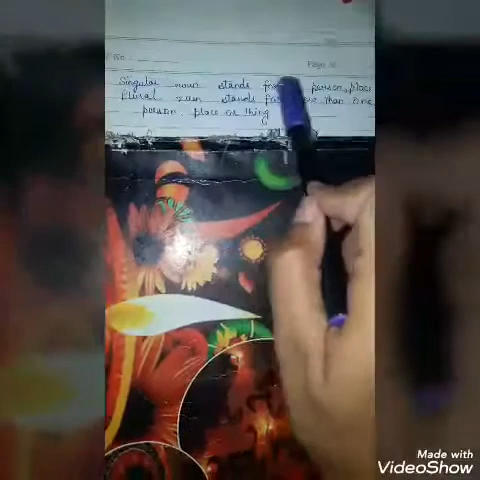 No
Page
Singular noun stands for person, place
Plural noun stands for more than one
person, place or thing
Made with
VideoShow